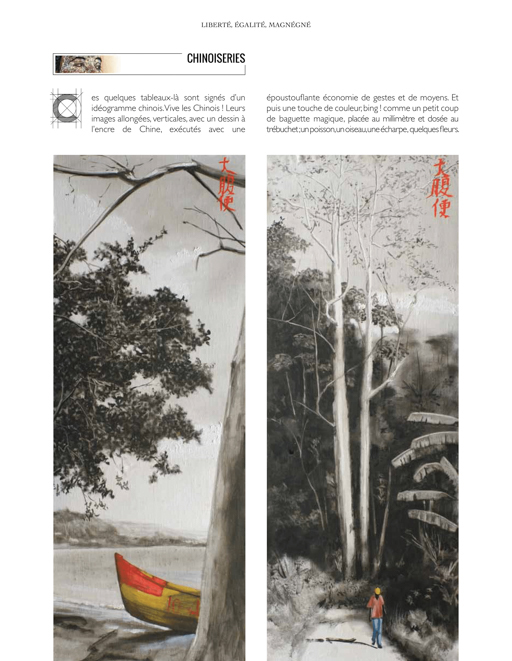 LIBERTÉ, ÉGALITÉ, MAGNÉGNÉ
CHINOISERIES
Ces quelques tableaux-là sont signés d'un
idéogramme chinois.Vive les Chinois ! Leurs
images allongées, verticales, avec un dessin à
l'encre de Chine, exécutés avec une
époustouflante économie de gestes et de moyens. Et
puis une touche de couleur, bing ! comme un petit coup
de baguette magique, placée au millimètre et dosée au
trébuchet ; un poisson, un oiseau, une écharpe, quelques fleurs.
大
腹
便
大
腹
便